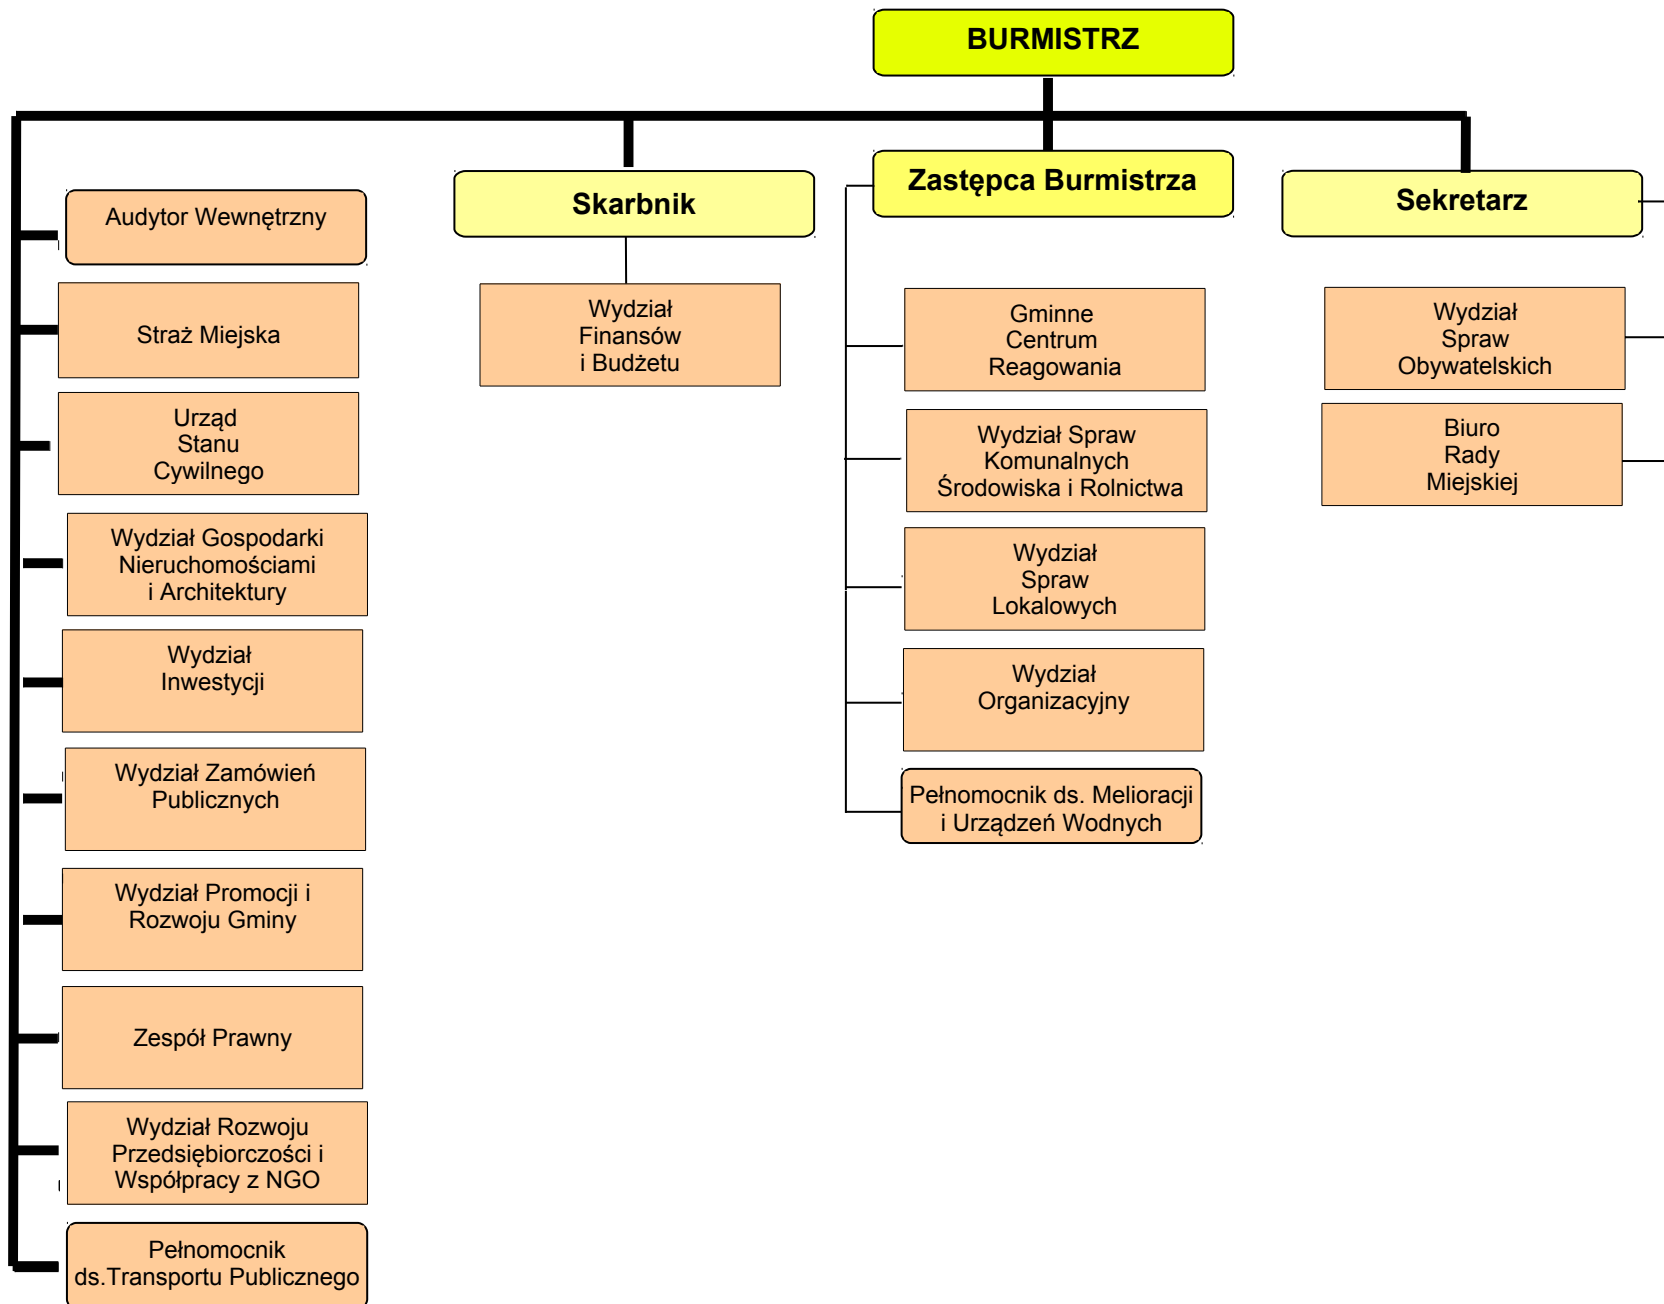 BURMISTRZ
Skarbnik
Zastępca Burmistrza
Sekretarz
Audytor Wewnętrzny
Straż Miejska
Urząd
Stanu
Cywilnego
Wydział Gospodarki
Nieruchomościami
i Architektury
Wydział
Inwestycji
Wydział Zamówień
Publicznych
Wydział Promocji i
Rozwoju Gminy
Zespół Prawny
Wydział Rozwoju
Przedsiębiorczości i
Współpracy z NGO
Pełnomocnik
ds.Transportu Publicznego
Wydział
Finansów
i Budżetu
Gminne
Centrum
Reagowania
Wydział Spraw
Komunalnych
Środowiska i Rolnictwa
Wydział
Spraw
Lokalowych
Wydział
Organizacyjny
Pełnomocnik ds. Melioracji
i Urządzeń Wodnych
Wydział
Spraw
Obywatelskich
Biuro
Rady
Miejskiej